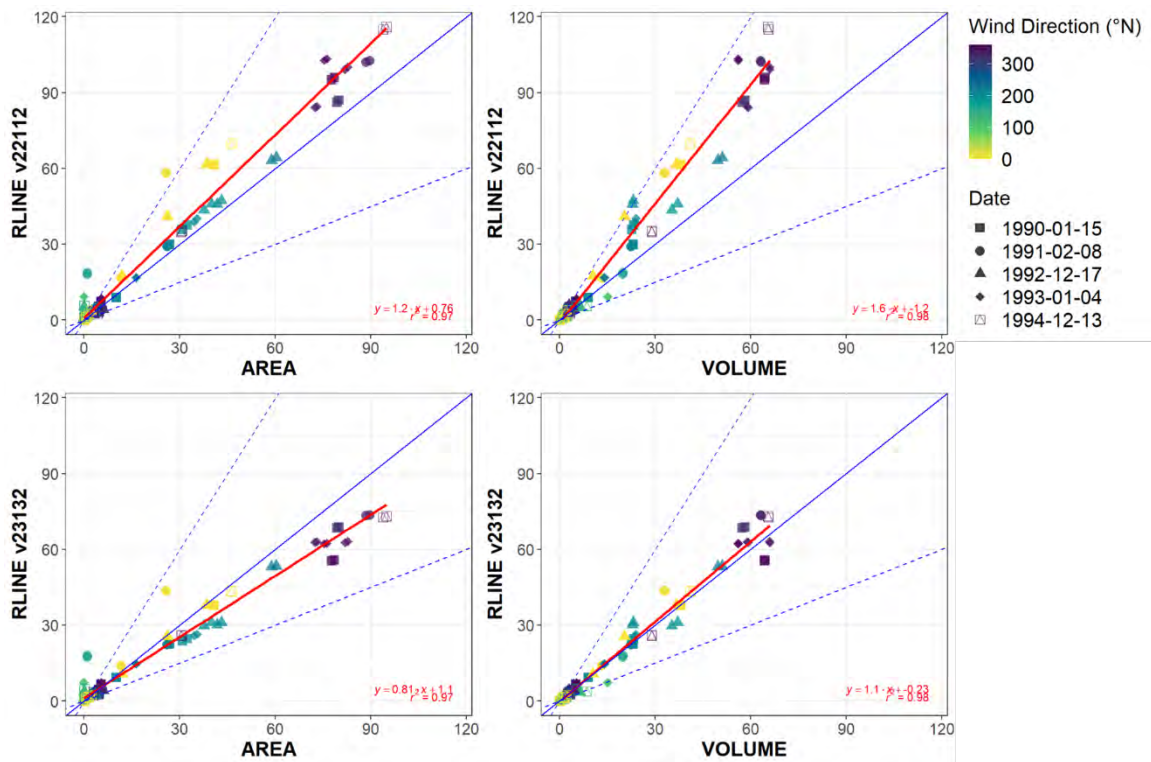 120
90
60
30
0
RLINE v22112
y = 1.2 ·x + 0.76
r² = 0.97
0 30 60 90 120
AREA
120
90
60
30
0
RLINE v22112
y = 1.6 ·x + -1.2
r² = 0.98
0 30 60 90 120
VOLUME
Wind Direction (°N)
300
200
100
0
Date
1990-01-15
1991-02-08
1992-12-17
1993-01-04
1994-12-13
120
90
60
30
0
RLINE v23132
y = 0.81 ·x + 1.1
r² = 0.97
0 30 60 90 120
AREA
120
90
60
30
0
RLINE v23132
y = 1.1 ·x + -0.23
r² = 0.98
0 30 60 90 120
VOLUME